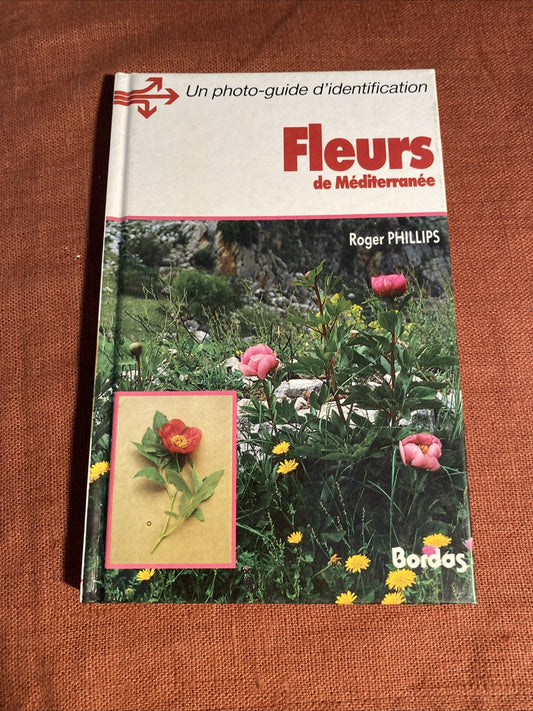 Un photo-guide d'identification
Fleurs
de Méditerranée
Roger PHILLIPS
Bordas